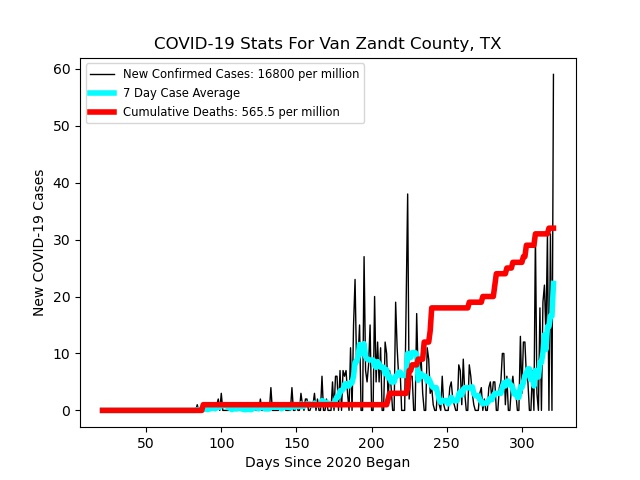 COVID-19 Stats For Van Zandt County, TX
New Confirmed Cases: 16800 per million
7 Day Case Average
Cumulative Deaths: 565.5 per million
New COVID-19 Cases
60
50
40
30
20
10
0
50 100 150 200 250 300
Days Since 2020 Began